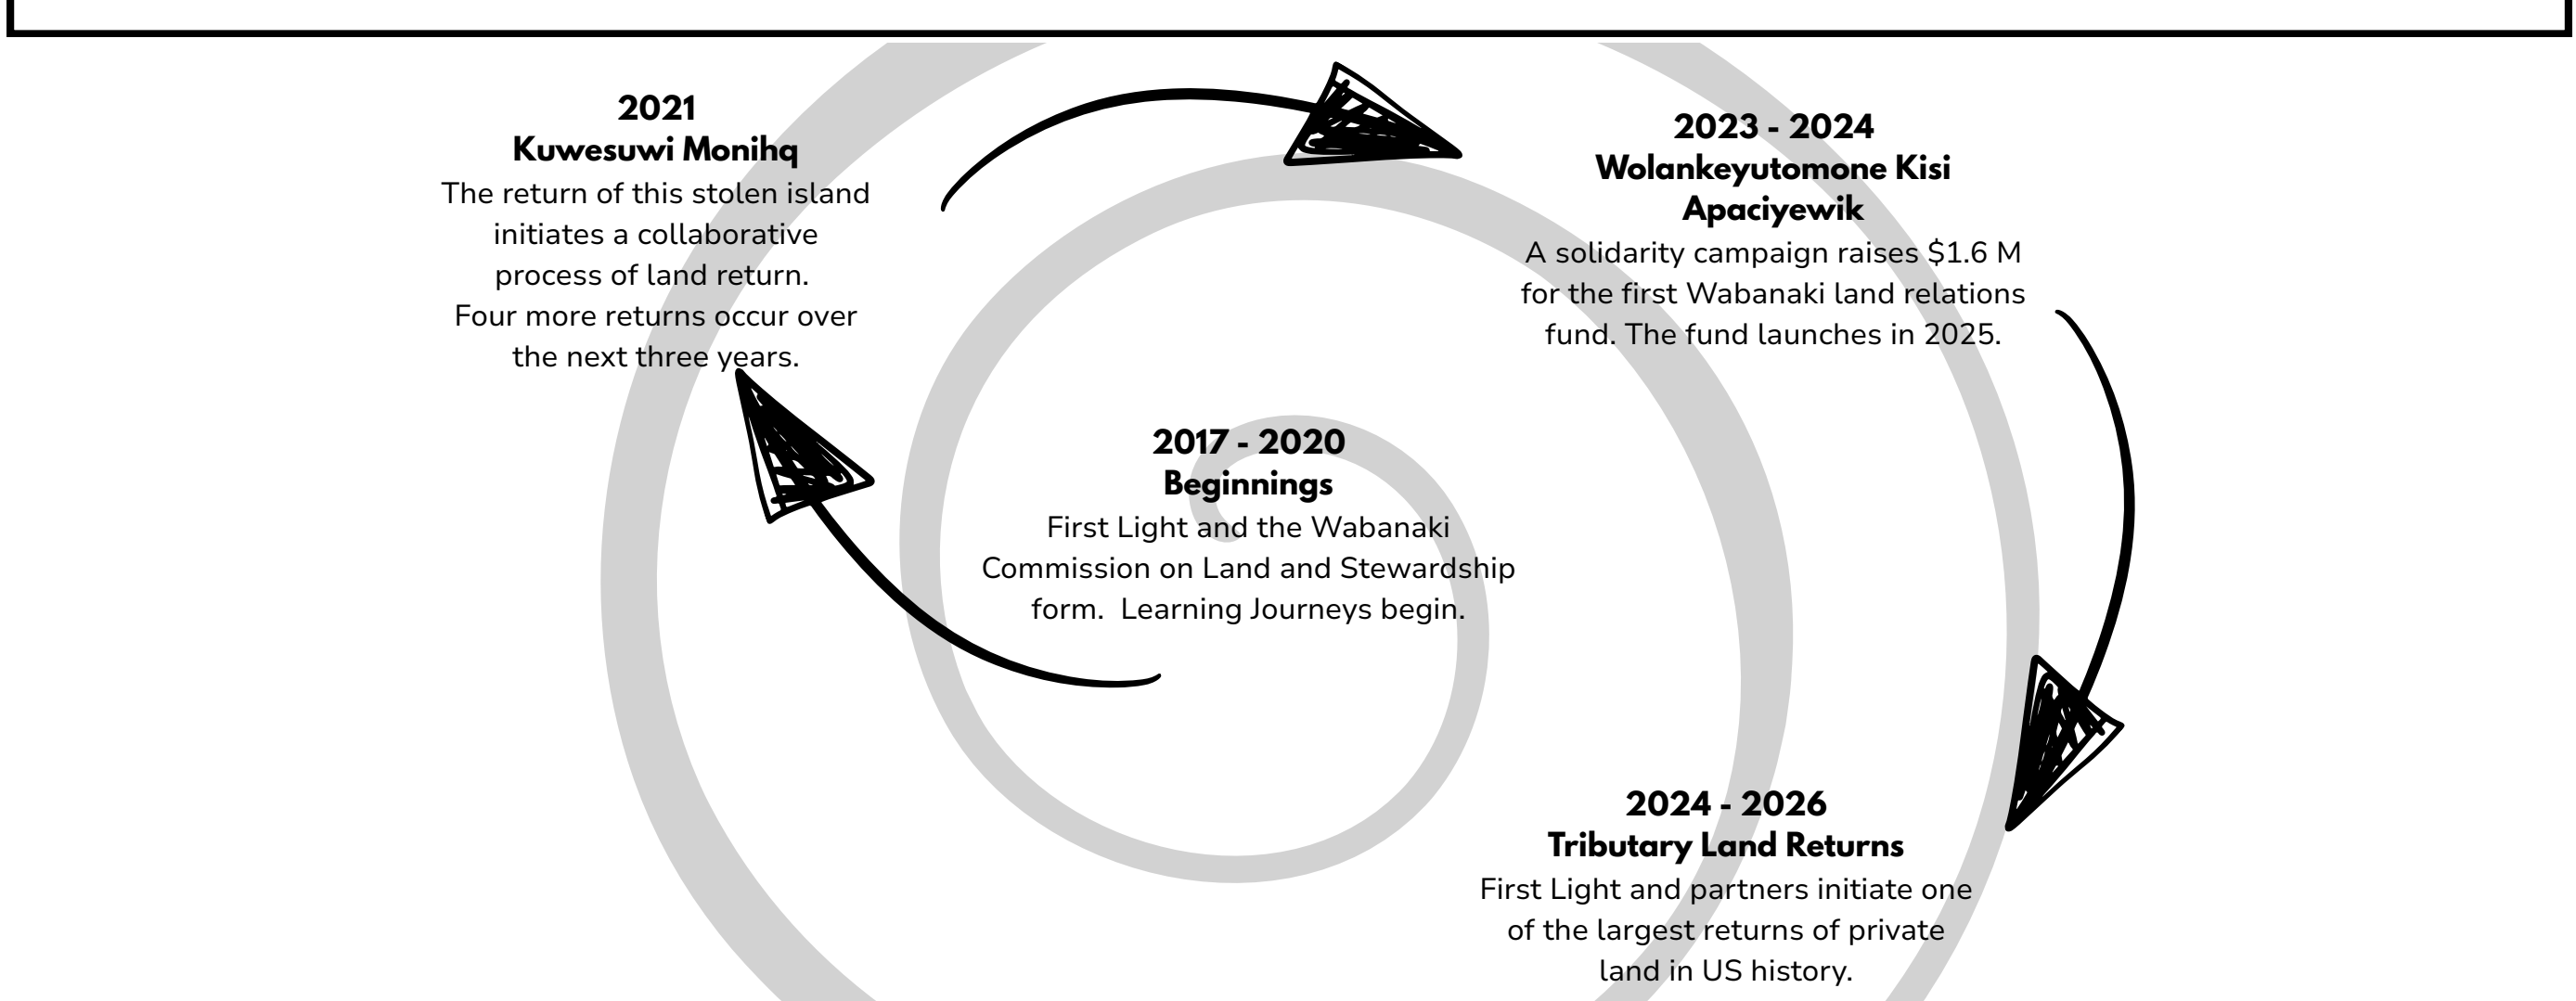 2021
Kuwesuwi Monihq
The return of this stolen island
initiates a collaborative
process of land return.
Four more returns occur over
the next three years.
2023 - 2024
Wolankeyutomone Kisi
Apaciyewik
A solidarity campaign raises $1.6 M
for the first Wabanaki land relations
fund. The fund launches in 2025.
2017 - 2020
Beginnings
First Light and the Wabanaki
Commission on Land and Stewardship
form.  Learning Journeys begin.
2024 - 2026
Tributary Land Returns
First Light and partners initiate one
of the largest returns of private
land in US history.